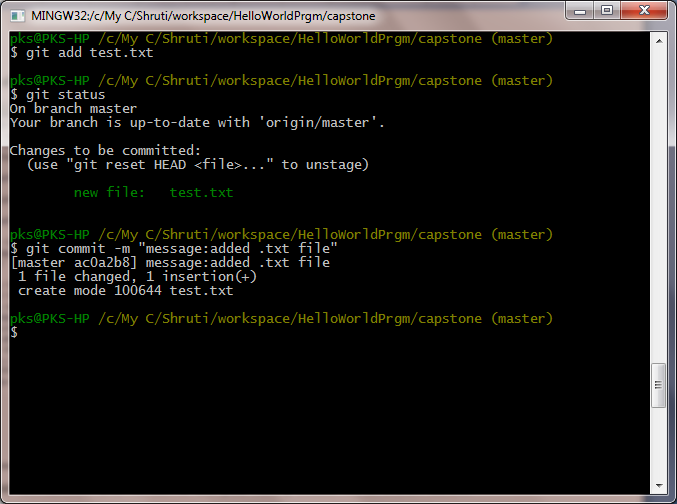 MINGW32:/c/My C/Shruti/workspace/HelloWorldPrgm/capstone
pks@PKS-HP /c/My C/Shruti/workspace/HelloWorldPrgm/capstone (master)
$ git add test.txt
pks@PKS-HP /c/My C/Shruti/workspace/HelloWorldPrgm/capstone (master)
$ git status
On branch master
Your branch is up-to-date with 'origin/master'.
Changes to be committed:
  (use "git reset HEAD <file>..." to unstage)
        new file:   test.txt
pks@PKS-HP /c/My C/Shruti/workspace/HelloWorldPrgm/capstone (master)
$ git commit -m "message:added .txt file"
[master ac0a2b8] message:added .txt file
 1 file changed, 1 insertion(+)
 create mode 100644 test.txt
pks@PKS-HP /c/My C/Shruti/workspace/HelloWorldPrgm/capstone (master)
$